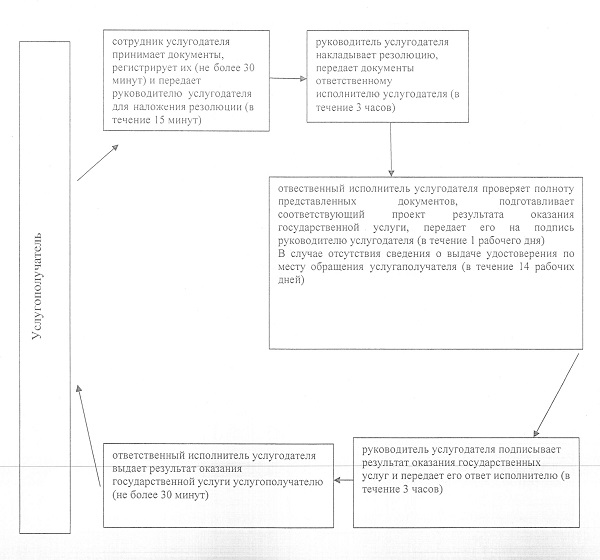 Услугополучатель
сотрудник услугодателя
принимает документы,
регистрирует их (не более 30
минут) и передает
руководителю услугодателя
для наложения резолюции (в
течение 15 минут)
руководитель услугодателя
накладывает резолюцию,
передает документы
ответственному
исполнителю услугодателя (в
течение 3 часов)
отвественный исполнитель услугодателя проверяет полноту
представленных документов, подготавливает
соответствующий проект результата оказания
государственной услуги, передает его на подпись
руководителю услугодателя (в течение 1 рабочего дня)
В случае отсутствия сведения о выдаче удостоверения по
месту обращения услугаполучателя (в течение 14 рабочих
дней)
руководитель услугодателя подписывает
результат оказания государственных
услуг и передает его ответ исполнителю (в
течение 3 часов)
ответственный исполнитель услугодателя
выдает результат оказания
государственной услуги услугополучателю
(не более 30 минут)